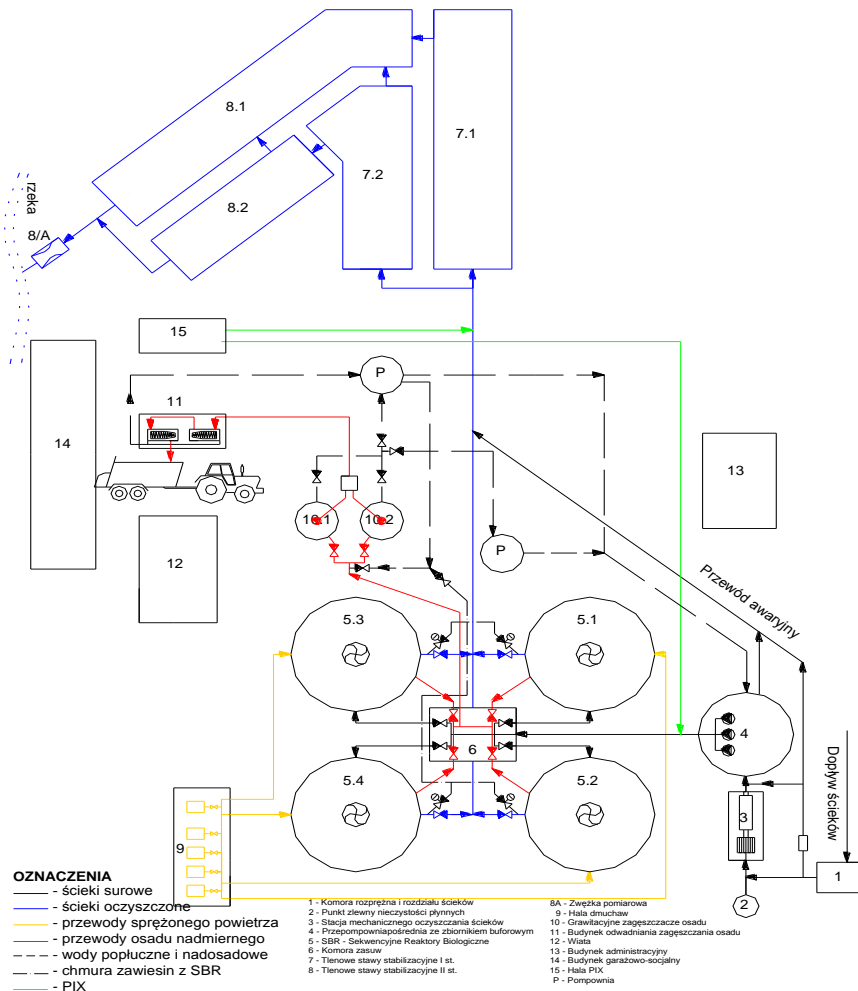 8.1
7.1
7.2
8.2
rzeka
8/A
15
P
11
14
13
10.1
10.2
P
12
Przewód awaryjny
5.3
5.1
4
6
Dopływ ścieków
5.4
5.2
3
9
1
2
OZNACZENIA
- ścieki surowe
- ścieki oczyszczone
- przewody sprężonego powietrza
- przewody osadu nadmiernego
- wody popłuczne i nadosadowe
- chmura zawiesin z SBR
- PIX
1 - Komora rozprężna i rozdziału ścieków
2 - Punkt zlewny nieczystości płynnych
3 - Stacja mechanicznego oczyszczania ścieków
4 - Przepompowniapośrednia ze zbiornikiem buforowym
5 - SBR - Sekwencyjne Reaktory Biologiczne
6 - Komora zasuw
7 - Tlenowe stawy stabilizacyjne I st.
8 - Tlenowe stawy stabilizacyjne II st.
8A - Zwężka pomiarowa
9 - Hala dmuchaw
10 - Grawitacyjne zagęszczacze osadu
11 - Budynek odwadniania zagęszczania osadu
12 - Wiata
13 - Budynek administracyjny
14 - Budynek garażowo-socjalny
15 - Hala PIX
P - Pompownia